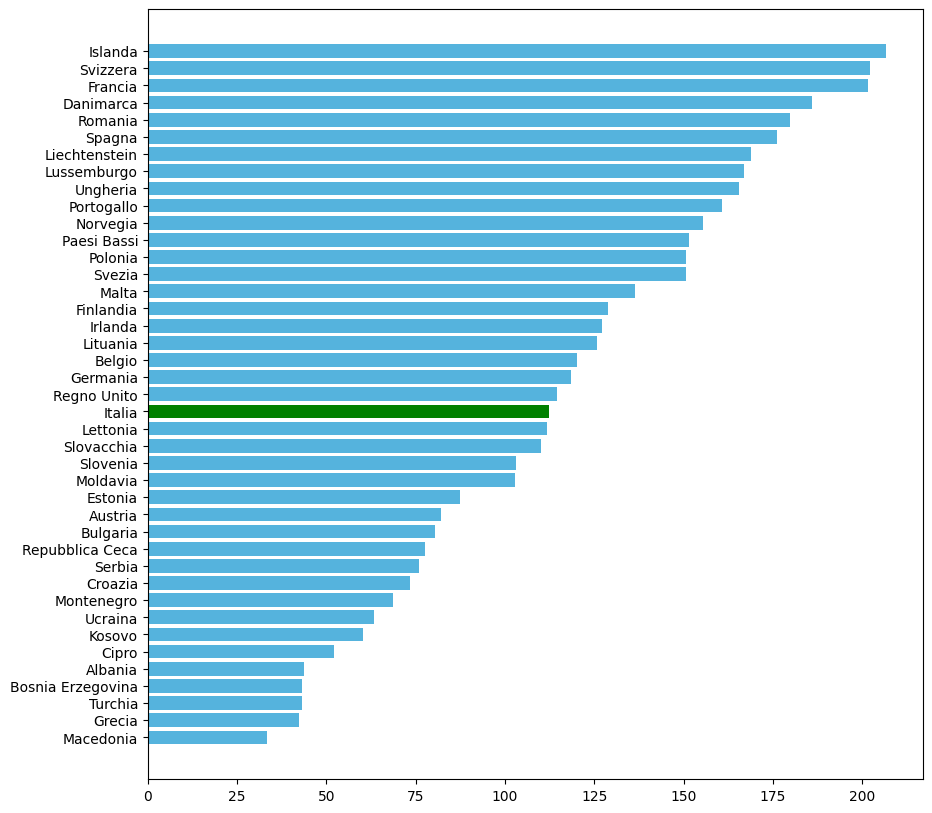 Islanda
Svizzera
Francia
Danimarca
Romania
Spagna
Liechtenstein
Lussemburgo
Ungheria
Portogallo
Norvegia
Paesi Bassi
Polonia
Svezia
Malta
Finlandia
Irlanda
Lituania
Belgio
Germania
Regno Unito
Italia
Lettonia
Slovacchia
Slovenia
Moldavia
Estonia
Austria
Bulgaria
Repubblica Ceca
Serbia
Croazia
Montenegro
Ucraina
Kosovo
Cipro
Albania
Bosnia Erzegovina
Turchia
Grecia
Macedonia
0 25 50 75 100 125 150 175 200